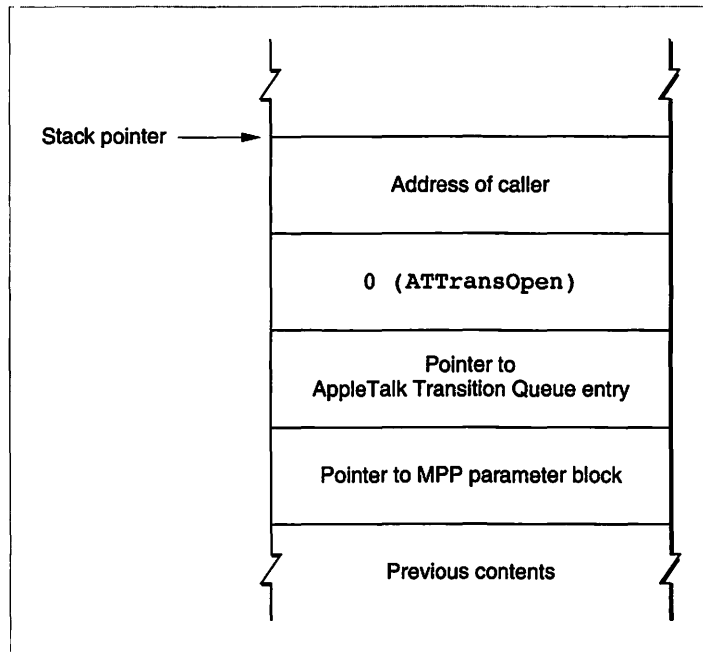 Stack pointer
Address of caller
0 (ATTransOpen)
Pointer to
AppleTalk Transition Queue entry
Pointer to MPP parameter block
Previous contents